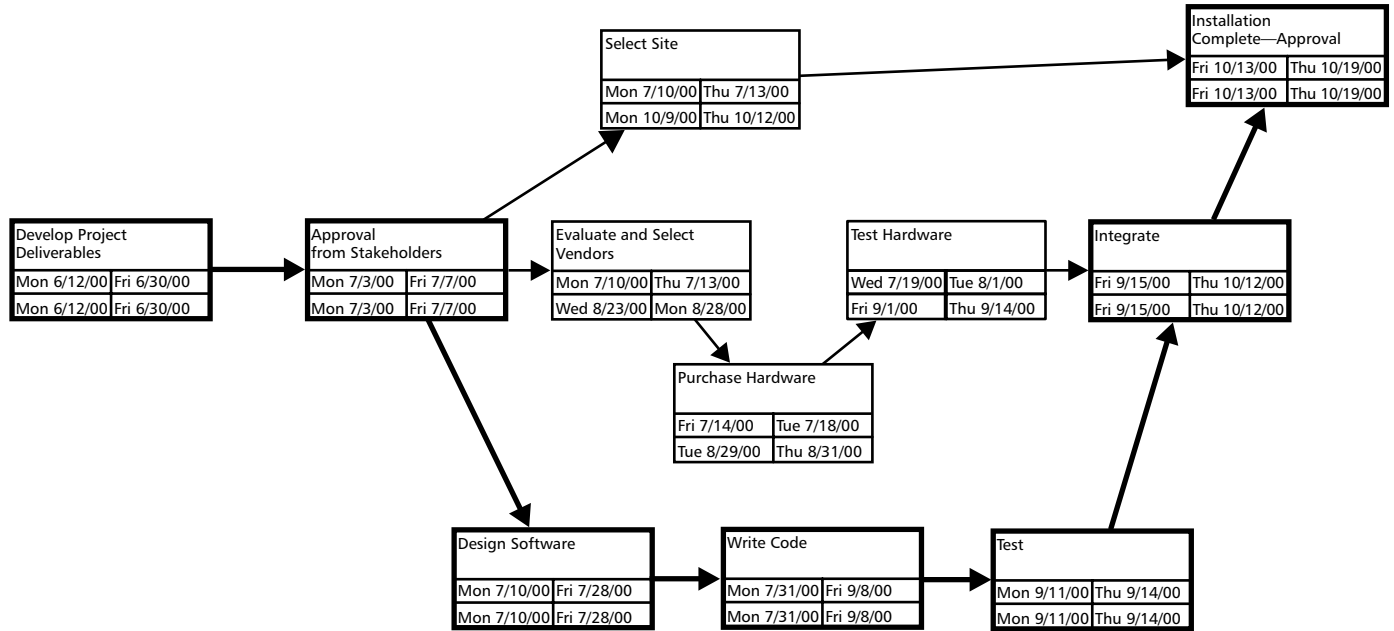 Installation
Complete—Approval
Fri 10/13/00 Thu 10/19/00
Fri 10/13/00 Thu 10/19/00
Select Site
Mon 7/10/00 Thu 7/13/00
Mon 10/9/00 Thu 10/12/00
Develop Project
Deliverables
Mon 6/12/00 Fri 6/30/00
Mon 6/12/00 Fri 6/30/00
Approval
from Stakeholders
Mon 7/3/00 Fri 7/7/00
Mon 7/3/00 Fri 7/7/00
Evaluate and Select
Vendors
Mon 7/10/00 Thu 7/13/00
Wed 8/23/00 Mon 8/28/00
Test Hardware
Wed 7/19/00 Tue 8/1/00
Fri 9/1/00 Thu 9/14/00
Integrate
Fri 9/15/00 Thu 10/12/00
Fri 9/15/00 Thu 10/12/00
Purchase Hardware
Fri 7/14/00 Tue 7/18/00
Tue 8/29/00 Thu 8/31/00
Design Software
Mon 7/10/00 Fri 7/28/00
Mon 7/10/00 Fri 7/28/00
Write Code
Mon 7/31/00 Fri 9/8/00
Mon 7/31/00 Fri 9/8/00
Test
Mon 9/11/00 Thu 9/14/00
Mon 9/11/00 Thu 9/14/00